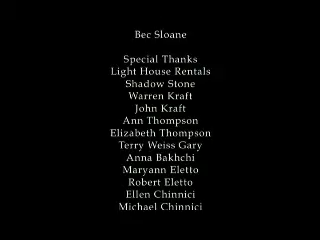 Bec Sloane
Special Thanks
Light House Rentals
Shadow Stone
Warren Kraft
John Kraft
Ann Thompson
Elizabeth Thompson
Terry Weiss Gary
Anna Bakhchi
Maryann Eletto
Robert Eletto
Ellen Chinnici
Michael Chinnici